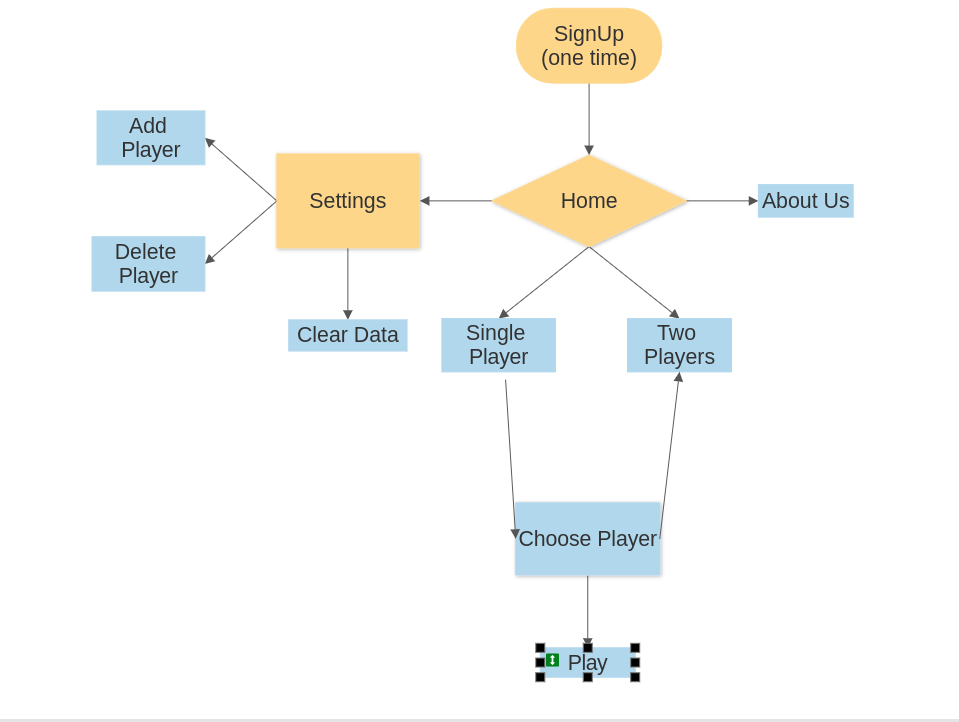 SignUp
(one time)
Add
Player
Settings
Home
About Us
Delete
Player
Clear Data
Single
Player
Two
Players
Choose Player
Play